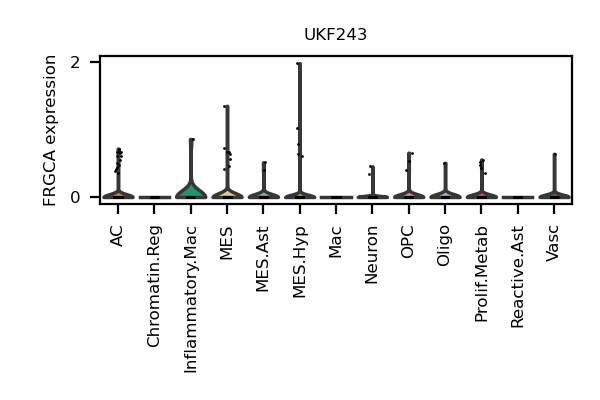 UKF243
FRGCA expression
2
0
AC
Chromatin.Reg
Inflammatory.Mac
MES
MES.Ast
MES.Hyp
Mac
Neuron
OPC
Oligo
Prolif.Metab
Reactive.Ast
Vasc